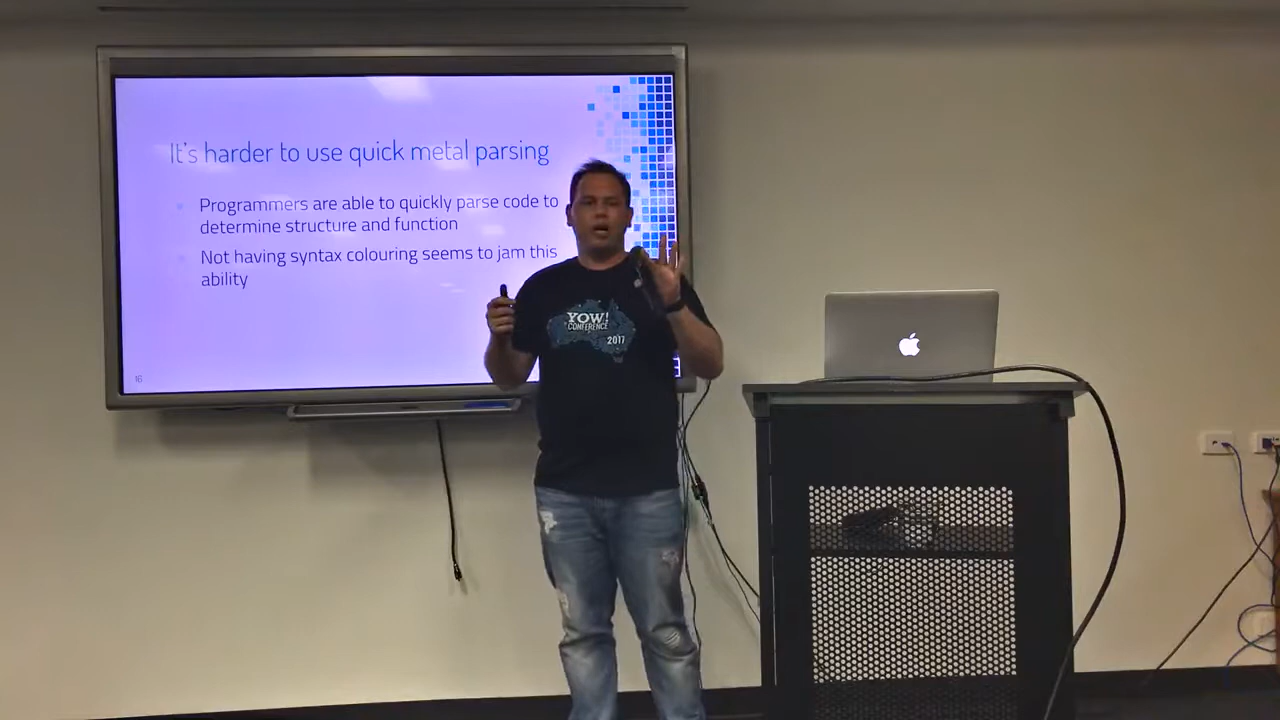 It's harder to use quick metal parsing
Programmers are able to quickly parse code to
determine structure and function
Not having syntax colouring seems to jam this
ability
16
YOW!
CONFERENCE
2017